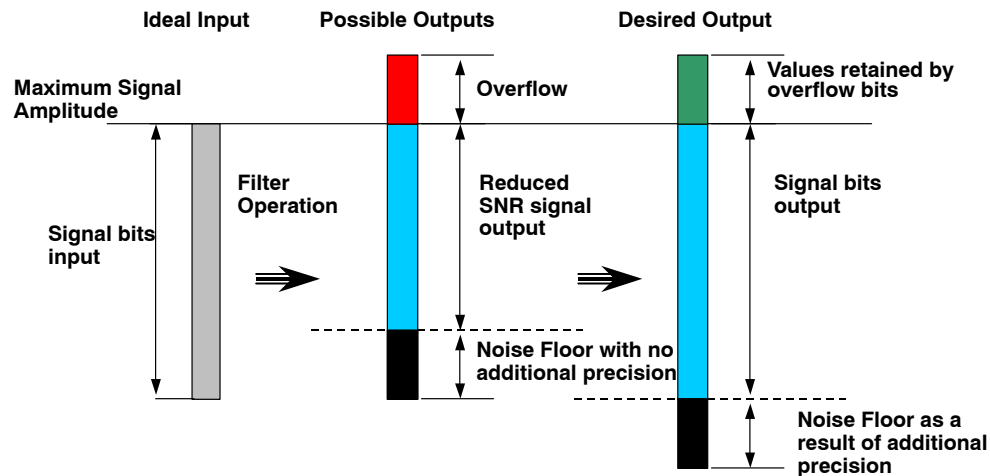 Ideal Input
Possible Outputs
Desired Output
Maximum Signal
Amplitude
Overflow
Values retained by
overflow bits
Filter
Operation
Signal bits
input
Reduced
SNR signal
output
Signal bits
output
Noise Floor with no
additional precision
Noise Floor as a
result of additional
precision